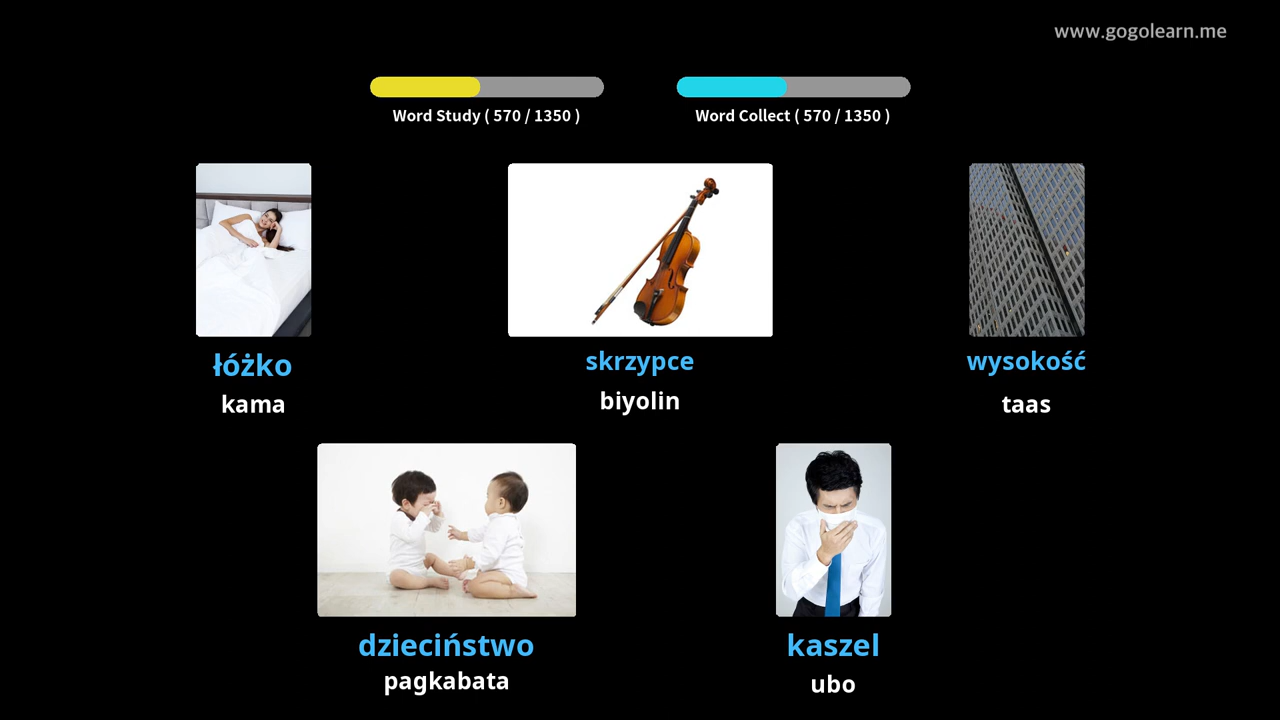 www.gogolearn.me
Word Study ( 570 / 1350 )
Word Collect ( 570 / 1350 )
łóżko
kama
skrzypce
biyolin
wysokość
taas
dzieciństwo
pagkabata
kaszel
ubo